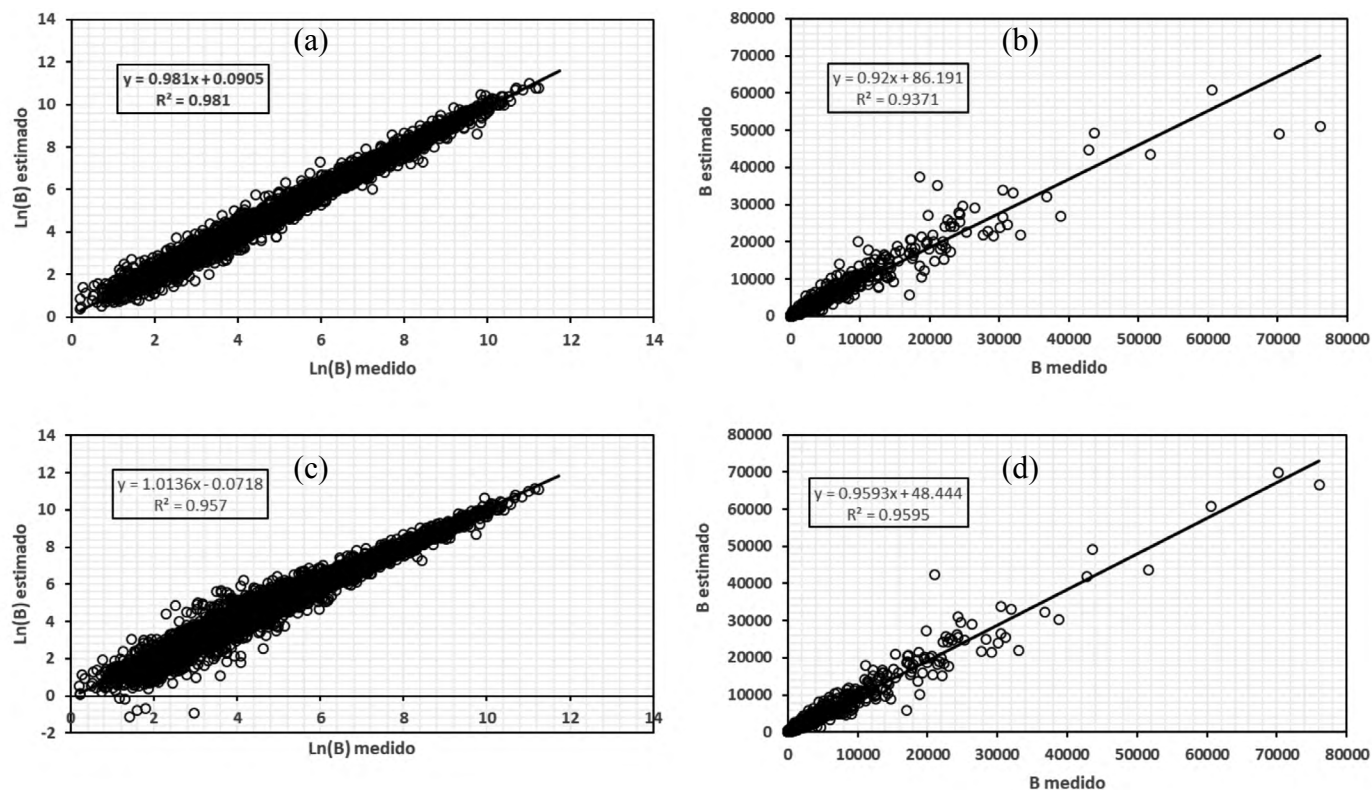 (a)
y = 0.981x + 0.0905
R² = 0.981
14
12
10
8
6
4
2
0
0 2 4 6 8 10 12 14
Ln(B) estimado
Ln(B) medido
(b)
y = 0.92x + 86.191
R² = 0.9371
80000
70000
60000
50000
40000
30000
20000
10000
0
0 10000 20000 30000 40000 50000 60000 70000 80000
B estimado
B medido
(c)
y = 1.0136x - 0.0718
R² = 0.957
14
12
10
8
6
4
2
0
-2
0 2 4 6 8 10 12 14
Ln(B) estimado
Ln(B) medido
(d)
y = 0.9593x + 48.444
R² = 0.9595
80000
70000
60000
50000
40000
30000
20000
10000
0
0 10000 20000 30000 40000 50000 60000 70000 80000
B estimado
B medido